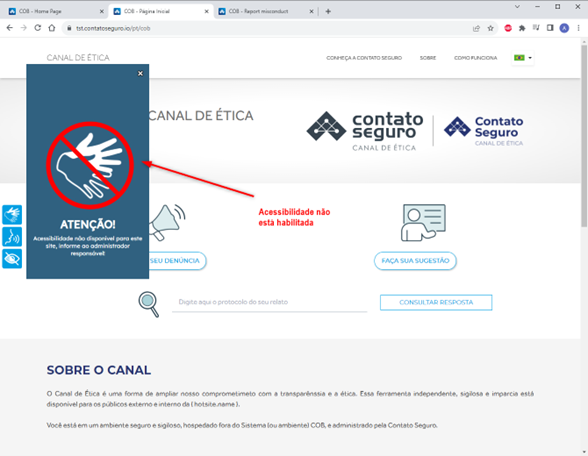 COB - Home Page
COB - Página Inicial
COB - Report misconduct
tst.contatoseguro.io/pt/cob
A
CANAL DE ÉTICA
CONHEÇA A CONTATO SEGURO
SOBRE
COMO FUNCIONA
CANAL DE ÉTICA
contato
seguro
CANAL DE ÉTICA
Contato
Seguro
CANAL DE ÉTICA
ATENÇÃO!
Acessibilidade não disponível para este
site, informe ao administrador
responsável!
Acessibilidade não
está habilitada
SEU DENÚNCIA
FAÇA SUA SUGESTÃO
Digite aqui o protocolo do seu relato
CONSULTAR RESPOSTA
SOBRE O CANAL
O Canal de Ética é uma forma de ampliar nosso comprometimeto com a transparênssia e a ética. Essa ferramenta independente, sigilosa e imparcia está
disponivel para os públicos externo e interno da (hotsite.name).
Você está em um ambiente seguro e sigiloso, hospedado fora do Sistema (ou ambiente) COB, e administrado pela Contato Seguro.